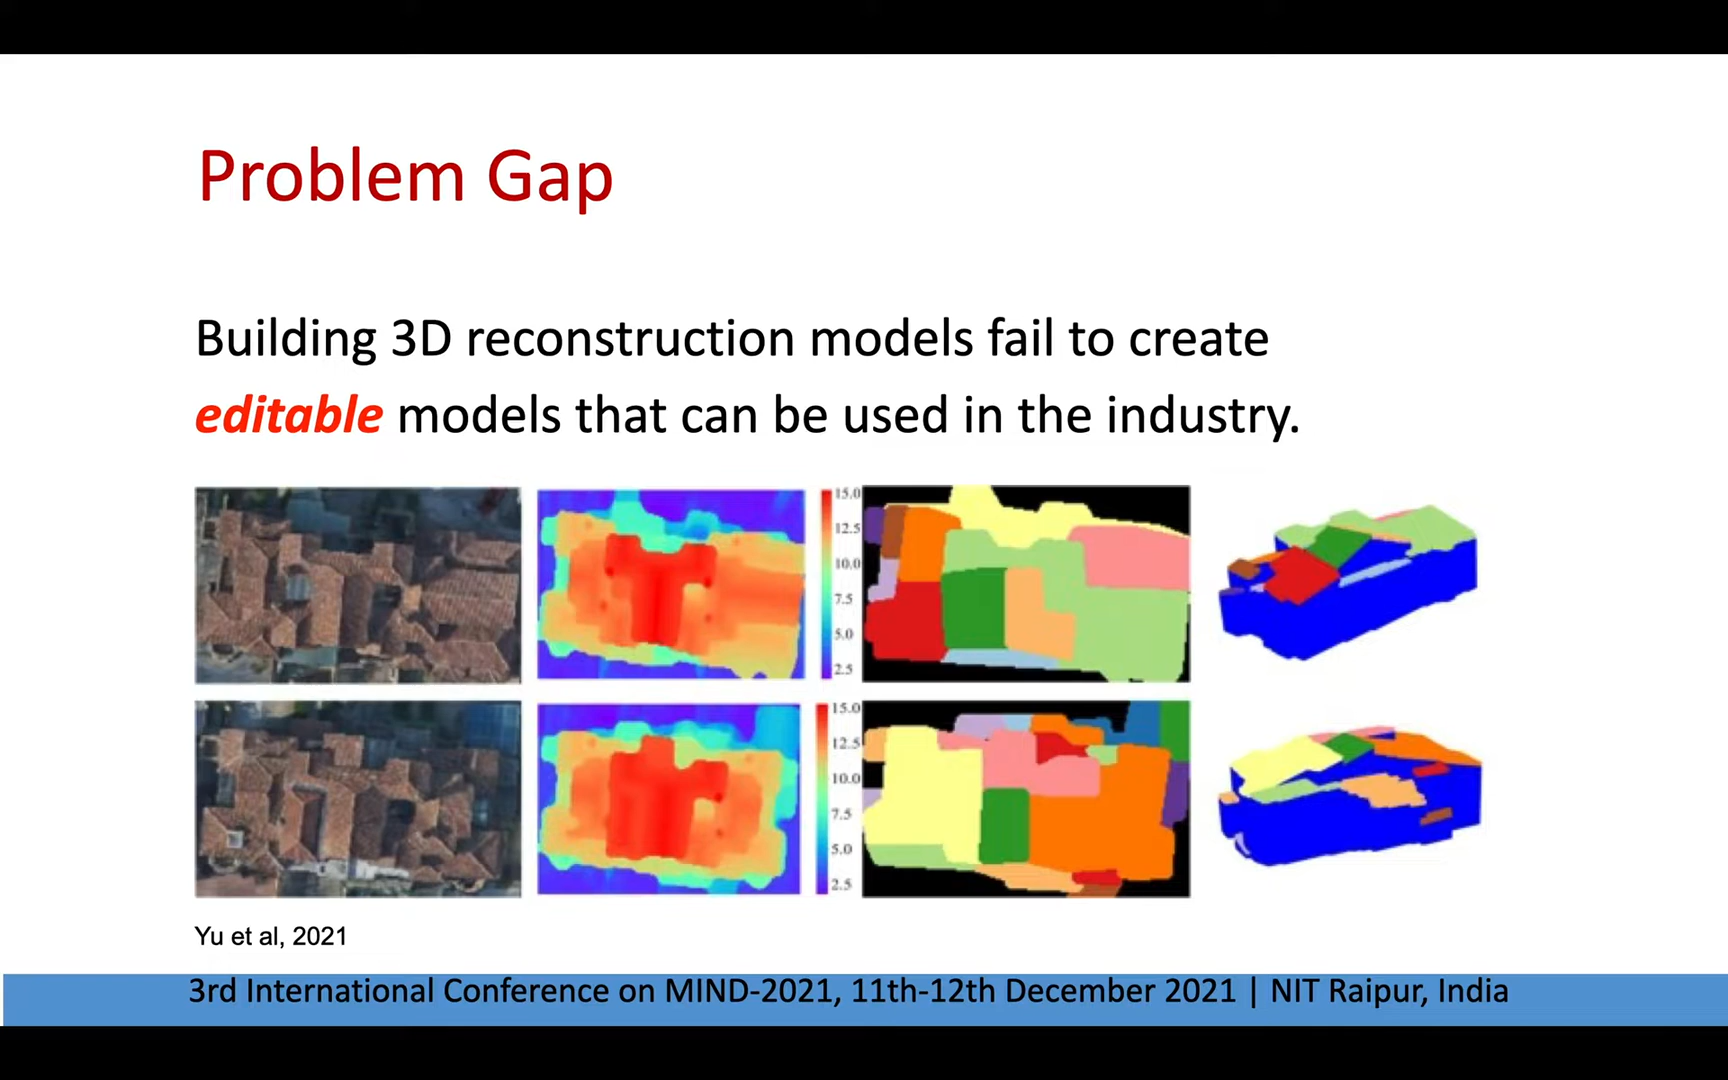 Problem Gap
Building 3D reconstruction models fail to create
editable models that can be used in the industry.
15.0
12.5
10.0
7.5
5.0
2.5
15.0
12.5
10.0
7.5
5.0
2.5
Yu et al, 2021
3rd International Conference on MIND-2021, 11th-12th December 2021 | NIT Raipur, India